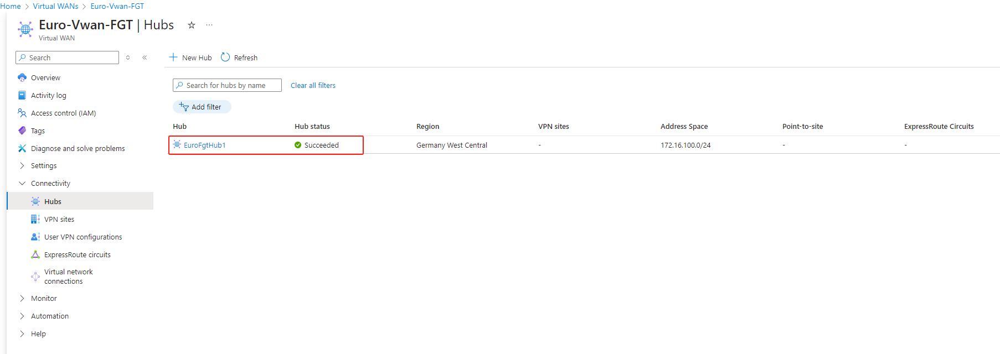 Home > Virtual WANs > Euro-Vwan-FGT
Euro-Vwan-FGT | Hubs
Virtual WAN
Search
New Hub
Refresh
Overview
Activity log
Access control (IAM)
Tags
Diagnose and solve problems
Settings
Connectivity
Hubs
VPN sites
User VPN configurations
ExpressRoute circuits
Virtual network
connections
Monitor
Automation
Help
Search for hubs by name
Clear all filters
Add filter
Hub Hub status Region VPN sites Address Space Point-to-site ExpressRoute Circuits
EuroFgtHub1 Succeeded Germany West Central - 172.16.100.0/24 - -